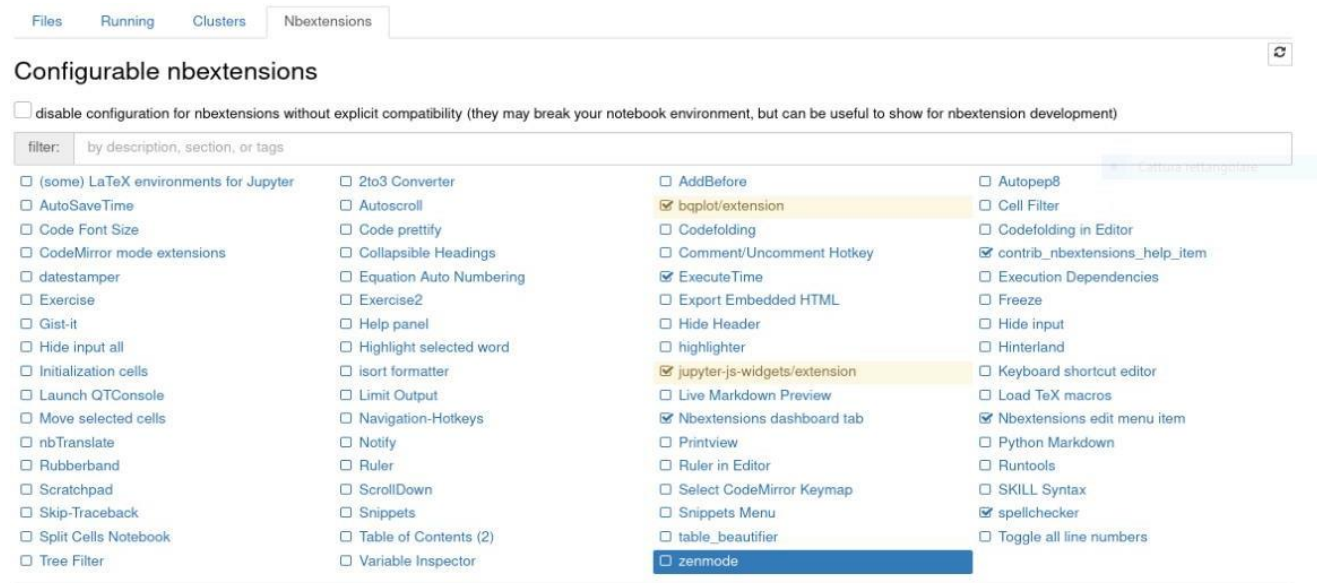 Files Running Clusters Nbextensions
Configurable nbextensions
disable configuration for nbextensions without explicit compatibility (they may break your notebook environment, but can be useful to show for nbextension development)
filter: by description, section, or tags
Cattura rettangolare
(some) LaTeX environments for Jupyter 2to3 Converter AddBefore Autopep8
AutoSaveTime Autoscroll bqplot/extension Cell Filter
Code Font Size Code prettify Codefolding Codefolding in Editor
CodeMirror mode extensions Collapsible Headings Comment/Uncomment Hotkey contrib_nbextensions_help_item
datestamper Equation Auto Numbering ExecuteTime Execution Dependencies
Exercise Exercise2 Export Embedded HTML Freeze
Gist-it Help panel Hide Header Hide input
Hide input all Highlight selected word highlighter Hinterland
Initialization cells isort formatter jupyter-js-widgets/extension Keyboard shortcut editor
Launch QTConsole Limit Output Live Markdown Preview Load TeX macros
Move selected cells Navigation-Hotkeys Nbextensions dashboard tab Nbextensions edit menu item
nbTranslate Notify Printview Python Markdown
Rubberband Ruler Ruler in Editor Runtools
Scratchpad ScrollDown Select CodeMirror Keymap SKILL Syntax
Skip-Traceback Snippets Snippets Menu spellchecker
Split Cells Notebook Table of Contents (2) table_beautifier Toggle all line numbers
Tree Filter Variable Inspector zenmode